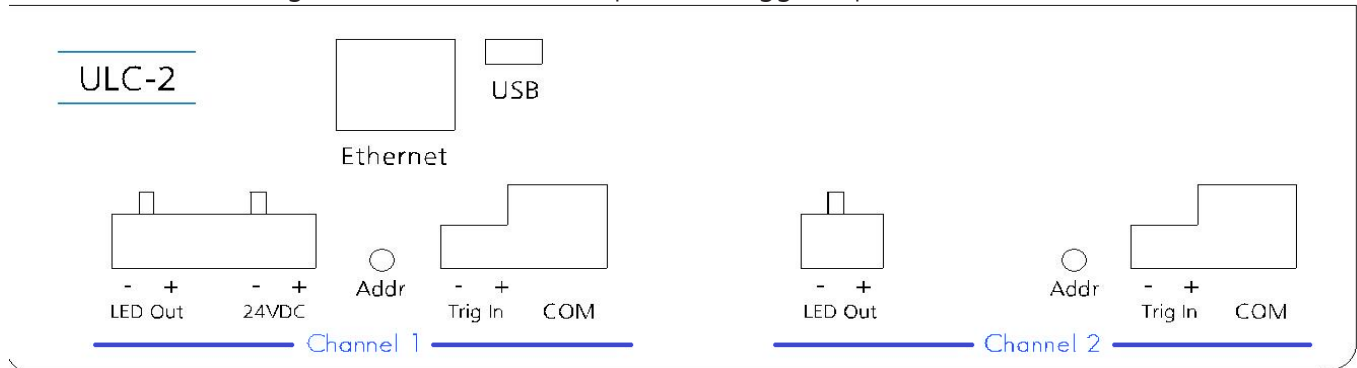 ULC-2
USB
Ethernet
- + - + Addr - + COM
LED Out 24VDC Trig In
Channel 1
- + Addr - + COM
LED Out Trig In
Channel 2